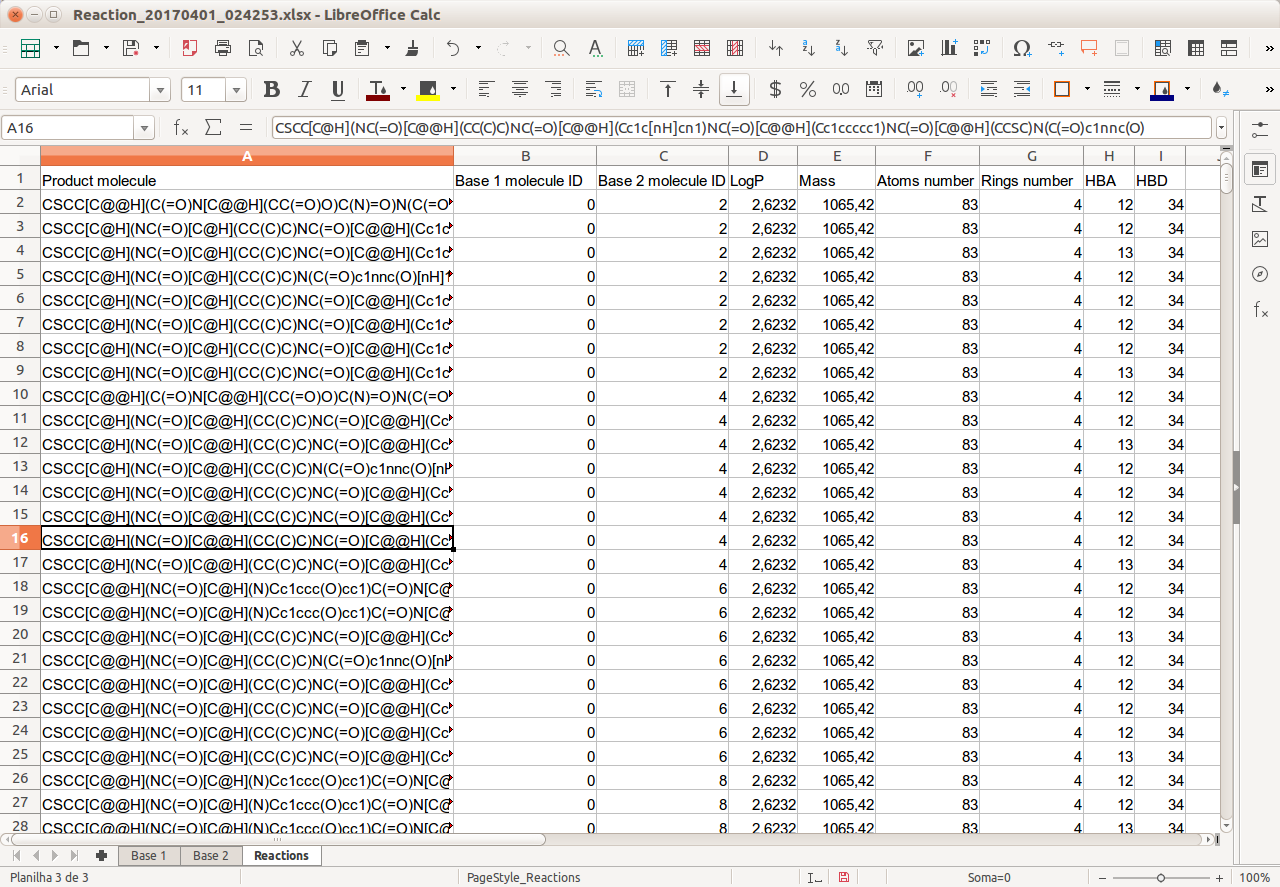 Reaction_20170401_024253.xlsx - LibreOffice Calc
Arial 11
A16 CSCC[C@H](NC(=O)[C@@H](CC(C)C)NC(=O)[C@@H](Cc1c[nH]cn1)NC(=O)[C@@H](Cc1ccccc1)NC(=O)[C@@H](CCSC)N(C(=O)c1nnc(O)
A B C D E F G H I
1 Product molecule Base 1 molecule ID Base 2 molecule ID LogP Mass Atoms number Rings number HBA HBD
2 CSCC[C@@H](C(=O)N[C@@H](CC(=O)O)C(N)=O)N(C(=O 0 2 2,6232 1065,42 83 4 12 34
3 CSCC[C@@H](NC(=O)[C@H](CC(C)C)NC(=O)[C@@H](Cc1c 0 2 2,6232 1065,42 83 4 12 34
4 CSCC[C@@H](NC(=O)[C@H](CC(C)C)NC(=O)[C@@H](Cc1c 0 2 2,6232 1065,42 83 4 13 34
5 CSCC[C@H](NC(=O)[C@H](CC(C)C)N(C(=O)c1nnc(O)[nH]1 0 2 2,6232 1065,42 83 4 12 34
6 CSCC[C@H](NC(=O)[C@H](CC(C)C)NC(=O)[C@@H](Cc1c 0 2 2,6232 1065,42 83 4 12 34
7 CSCC[C@H](NC(=O)[C@H](CC(C)C)NC(=O)[C@@H](Cc1c 0 2 2,6232 1065,42 83 4 12 34
8 CSCC[C@H](NC(=O)[C@H](CC(C)C)NC(=O)[C@@H](Cc1c 0 2 2,6232 1065,42 83 4 12 34
9 CSCC[C@H](NC(=O)[C@H](CC(C)C)NC(=O)[C@@H](Cc1c 0 2 2,6232 1065,42 83 4 13 34
10 CSCC[C@@H](C(=O)N[C@@H](CC(=O)O)C(N)=O)N(C(=O 0 4 2,6232 1065,42 83 4 12 34
11 CSCC[C@@H](NC(=O)[C@@H](CC(C)C)NC(=O)[C@@H](Cc 0 4 2,6232 1065,42 83 4 12 34
12 CSCC[C@@H](NC(=O)[C@@H](CC(C)C)NC(=O)[C@@H](Cc 0 4 2,6232 1065,42 83 4 13 34
13 CSCC[C@H](NC(=O)[C@@H](CC(C)C)N(C(=O)c1nnc(O)[nH 0 4 2,6232 1065,42 83 4 12 34
14 CSCC[C@H](NC(=O)[C@@H](CC(C)C)NC(=O)[C@@H](Cc 0 4 2,6232 1065,42 83 4 12 34
15 CSCC[C@H](NC(=O)[C@@H](CC(C)C)NC(=O)[C@@H](Cc 0 4 2,6232 1065,42 83 4 12 34
16 CSCC[C@H](NC(=O)[C@@H](CC(C)C)NC(=O)[C@@H](Cc 0 4 2,6232 1065,42 83 4 12 34
17 CSCC[C@H](NC(=O)[C@@H](CC(C)C)NC(=O)[C@@H](Cc 0 4 2,6232 1065,42 83 4 13 34
18 CSCC[C@@H](NC(=O)[C@H](N)Cc1ccc(O)cc1)C(=O)N[C@ 0 6 2,6232 1065,42 83 4 12 34
19 CSCC[C@@H](NC(=O)[C@H](N)Cc1ccc(O)cc1)C(=O)N[C@ 0 6 2,6232 1065,42 83 4 12 34
20 CSCC[C@@H](NC(=O)[C@H](CC(C)C)NC(=O)[C@@H](Cc 0 6 2,6232 1065,42 83 4 13 34
21 CSCC[C@@H](NC(=O)[C@H](CC(C)C)N(C(=O)c1nnc(O)[nH 0 6 2,6232 1065,42 83 4 12 34
22 CSCC[C@@H](NC(=O)[C@H](CC(C)C)NC(=O)[C@@H](Cc 0 6 2,6232 1065,42 83 4 12 34
23 CSCC[C@@H](NC(=O)[C@H](CC(C)C)NC(=O)[C@@H](Cc 0 6 2,6232 1065,42 83 4 12 34
24 CSCC[C@@H](NC(=O)[C@H](CC(C)C)NC(=O)[C@@H](Cc 0 6 2,6232 1065,42 83 4 12 34
25 CSCC[C@@H](NC(=O)[C@H](CC(C)C)NC(=O)[C@@H](Cc 0 6 2,6232 1065,42 83 4 13 34
26 CSCC[C@@H](NC(=O)[C@H](N)Cc1ccc(O)cc1)C(=O)N[C@ 0 8 2,6232 1065,42 83 4 12 34
27 CSCC[C@@H](NC(=O)[C@H](N)Cc1ccc(O)cc1)C(=O)N[C@ 0 8 2,6232 1065,42 83 4 12 34
28 CSCC[C@@H](NC(=O)[C@H](N)Cc1ccc(O)cc1)C(=O)N[C@ 0 8 2,6232 1065,42 83 4 13 34
Base 1 Base 2 Reactions
Planilha 3 de 3 PageStyle_Reactions Soma=0 100%